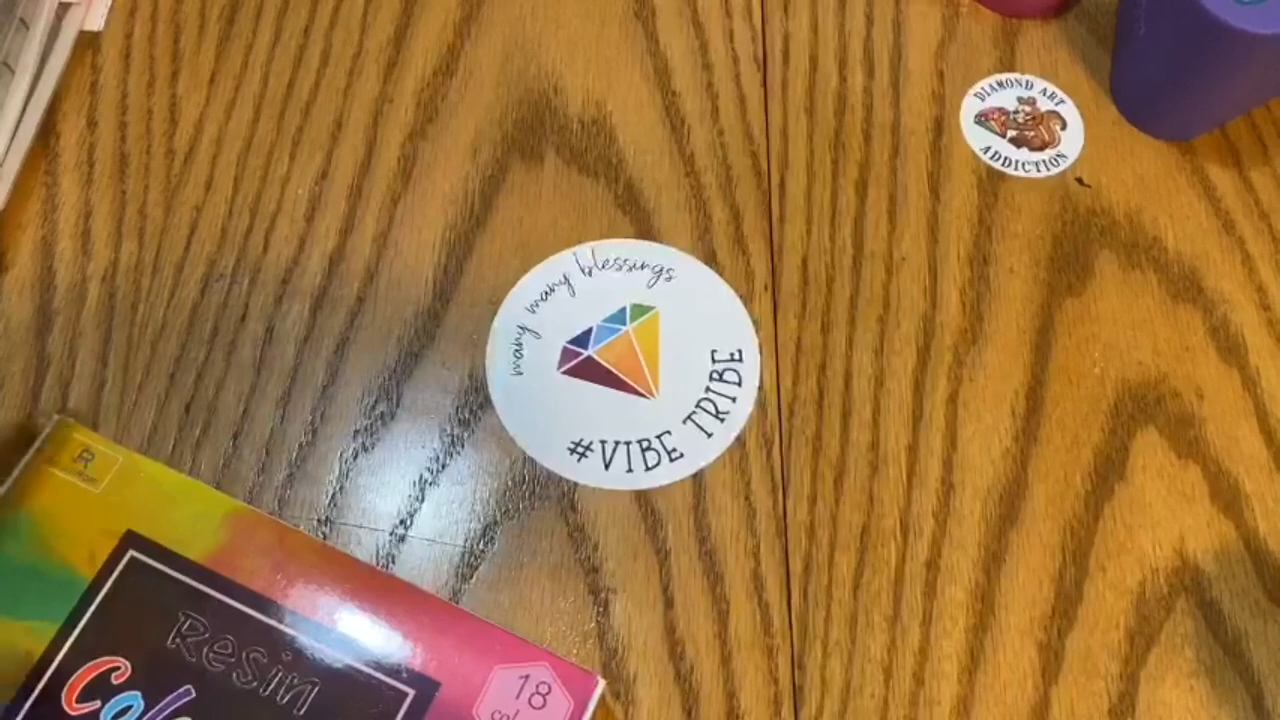 DIAMOND ART
ADDICTION
many many blessings
#VIBE TRIBE
R
Resin
18